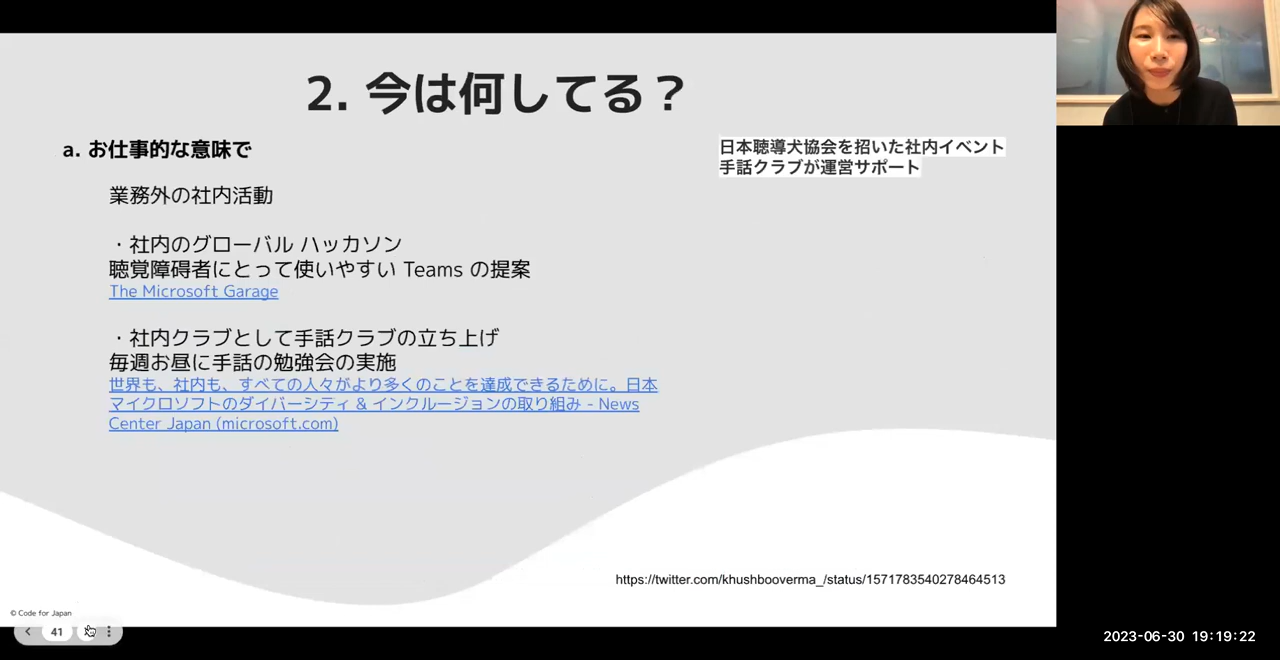 2. 今は何してる？
a. お仕事的な意味で
日本聴導犬協会を招いた社内イベント
手話クラブが運営サポート
業務外の社内活動
・社内のグローバル ハッカソン
聴覚障碍者にとって使いやすい Teams の提案
The Microsoft Garage
・社内クラブとして手話クラブの立ち上げ
毎週お昼に手話の勉強会の実施
世界も、社内も、すべての人々がより多くのことを達成できるために。日本
マイクロソフトのダイバーシティ & インクルージョンの取り組み - News
Center Japan (microsoft.com)
https://twitter.com/khushbooverma_/status/1571783540278464513
© Code for Japan
41
2023-06-30 19:19:22